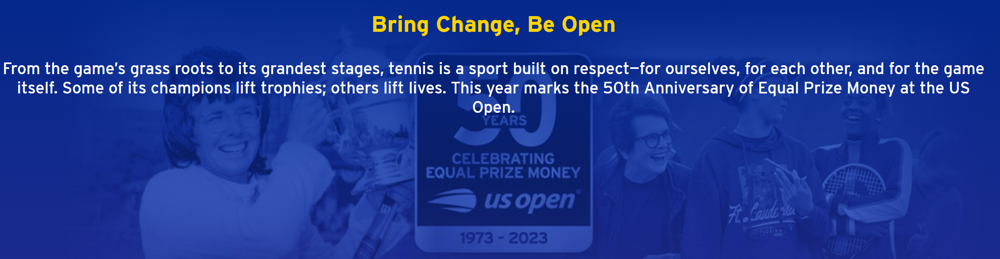 Bring Change, Be Open
From the game's grass roots to its grandest stages, tennis is a sport built on respect—for ourselves, for each other, and for the game
itself. Some of its champions lift trophies; others lift lives. This year marks the 50th Anniversary of Equal Prize Money at the US
Open.
50
YEARS
CELEBRATING
EQUAL PRIZE MONEY
us open®
1973 - 2023
W
Ft. Lauderda
FLORIDA